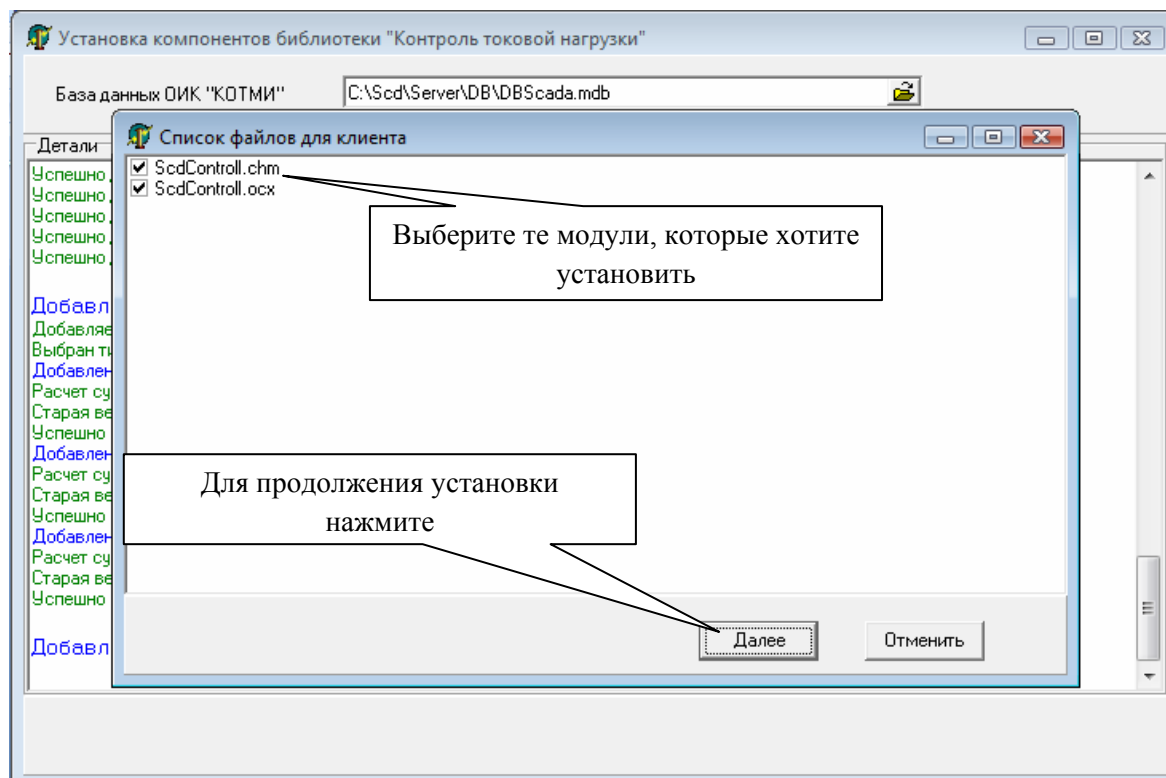 Установка компонентов библиотеки "Контроль токовой нагрузки"
База данных ОИК "КОТМИ"
C:\Scd\Server\DB\DBScada.mdb
Список файлов для клиента
Детали
ScdControll.chm
ScdControll.ocx
Выберите те модули, которые хотите
установить
Успешно
Успешно
Успешно
Успешно
Успешно
Добавл
Добавляе
Выбран ти
Добавлен
Расчет су
Старая ве
Успешно
Добавлен
Расчет су
Старая ве
Успешно
Добавлен
Расчет су
Старая ве
Успешно
Добавл
Для продолжения установки
нажмите
Далее
Отменить